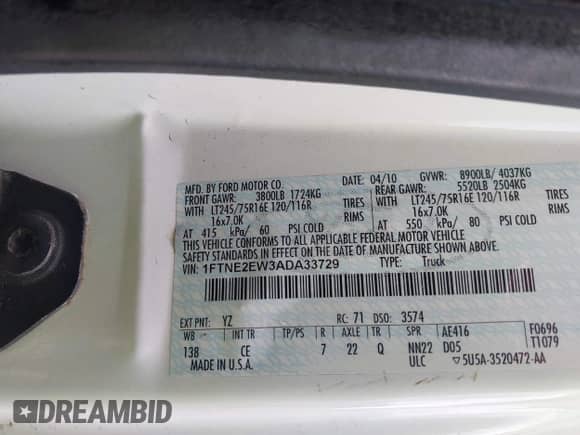 MFD. BY FORD MOTOR CO.
04/10 GVWR: 8900LB/ 4037KG
FRONT GAWR: 3800LB 1724KG
REAR GAWR: 5520LB 2504KG
WITH LT245/75R16E 120/116R TIRES
WITH LT245/75R16E 120/116R TIRES
16x7.0K RIMS
16x7.0K RIMS
AT 415 kPa/ 60 PSI COLD
AT 550 kPa/ 80 PSI COLD
THIS VEHICLE CONFORMS TO ALL APPLICABLE FEDERAL MOTOR VEHICLE
SAFETY STANDARDS IN EFFECT ON THE DATE OF MANUFACTURE SHOWN ABOVE.
VIN: 1FTNE2EW3ADA33729
TYPE: Truck
EXT PNT: YZ RC: 71 DSO: 3574
WB INT TR TP/PS R AXLE TR SPR AE416 F0696
138 CE 7 22 Q NN22 D05 T1079
MADE IN U.S.A. ULC 5U5A-3520472-AA
DREAMBID